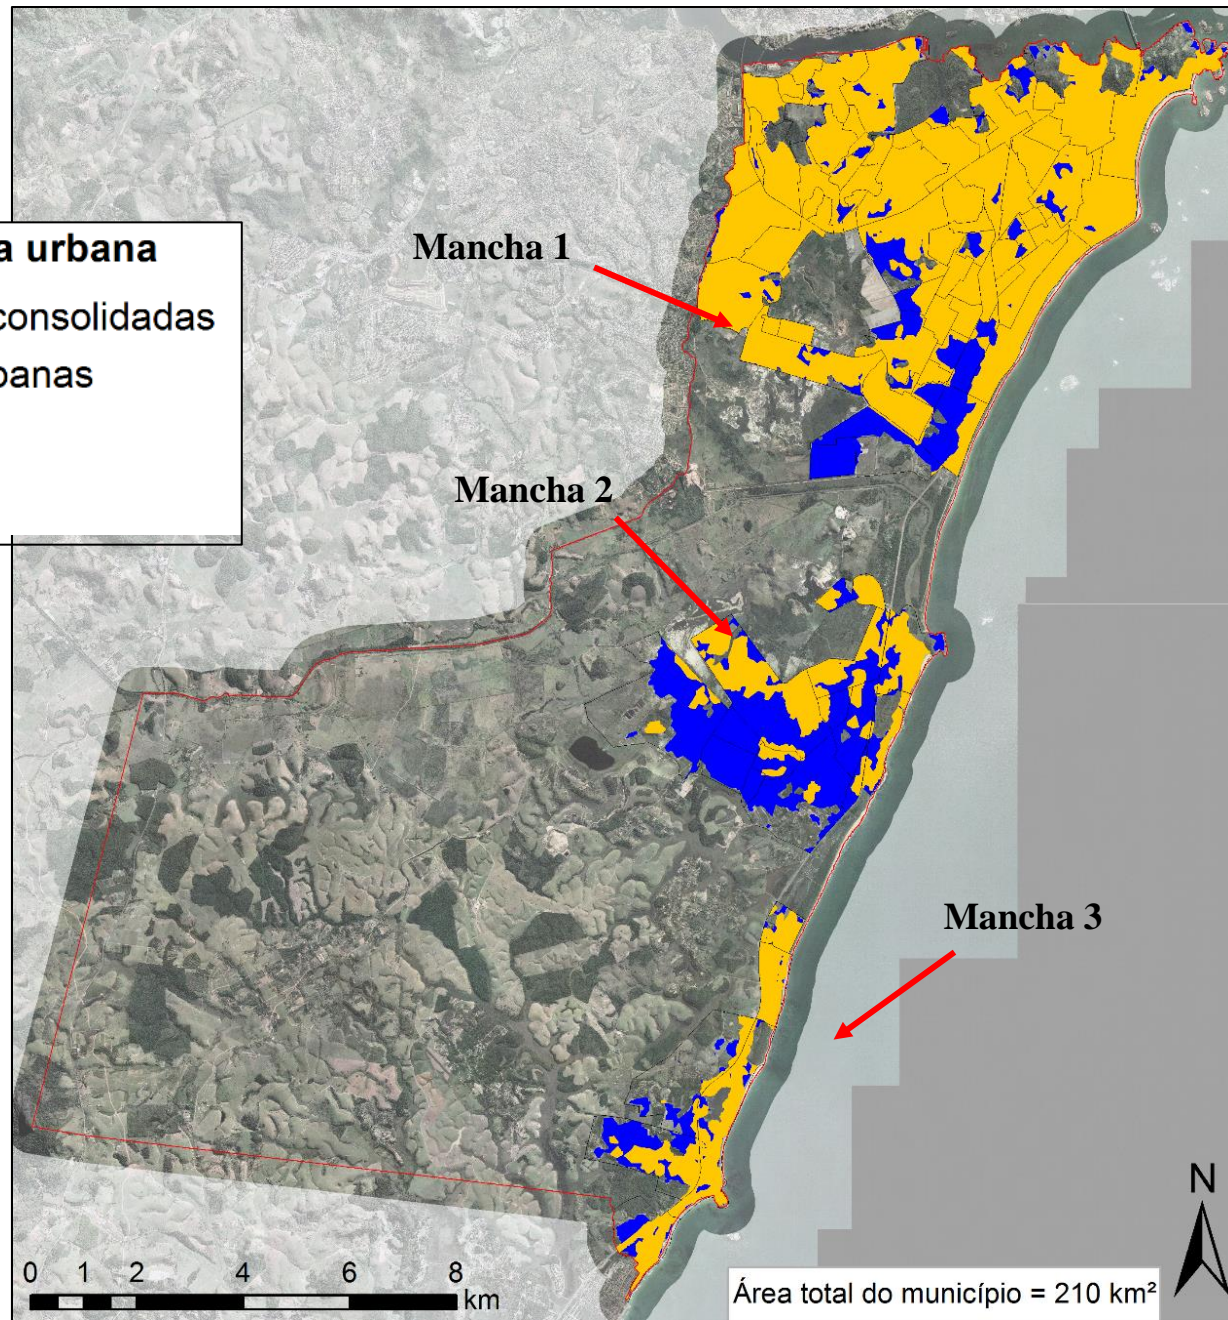 a urbana
consolidadas
banas
Mancha 1
Mancha 2
Mancha 3
N
0 1 2 4 6 8
km
Área total do município = 210 km²